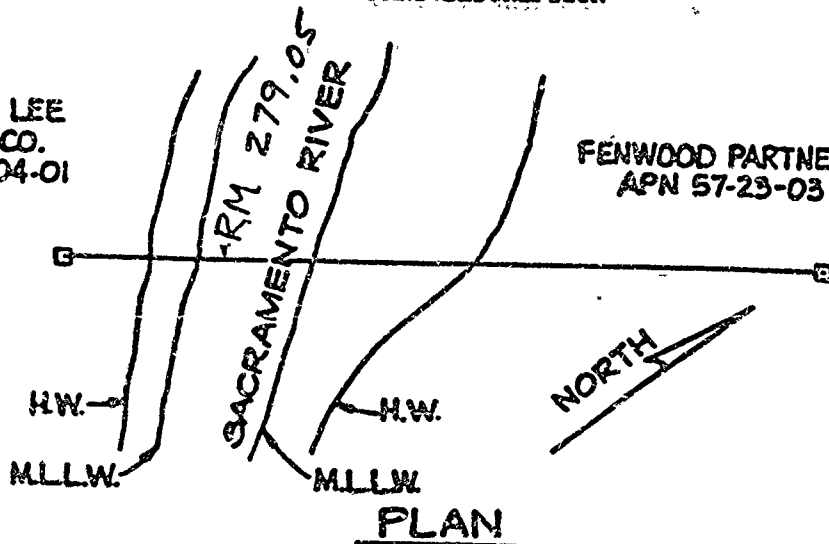 LEE
CO.
04-01
RM 279.05
SACRAMENTO RIVER
FENWOOD PARTNE
APN 57-23-03
NORTH
H.W.
H.W.
M.L.L.W.
M.L.L.W.
PLAN